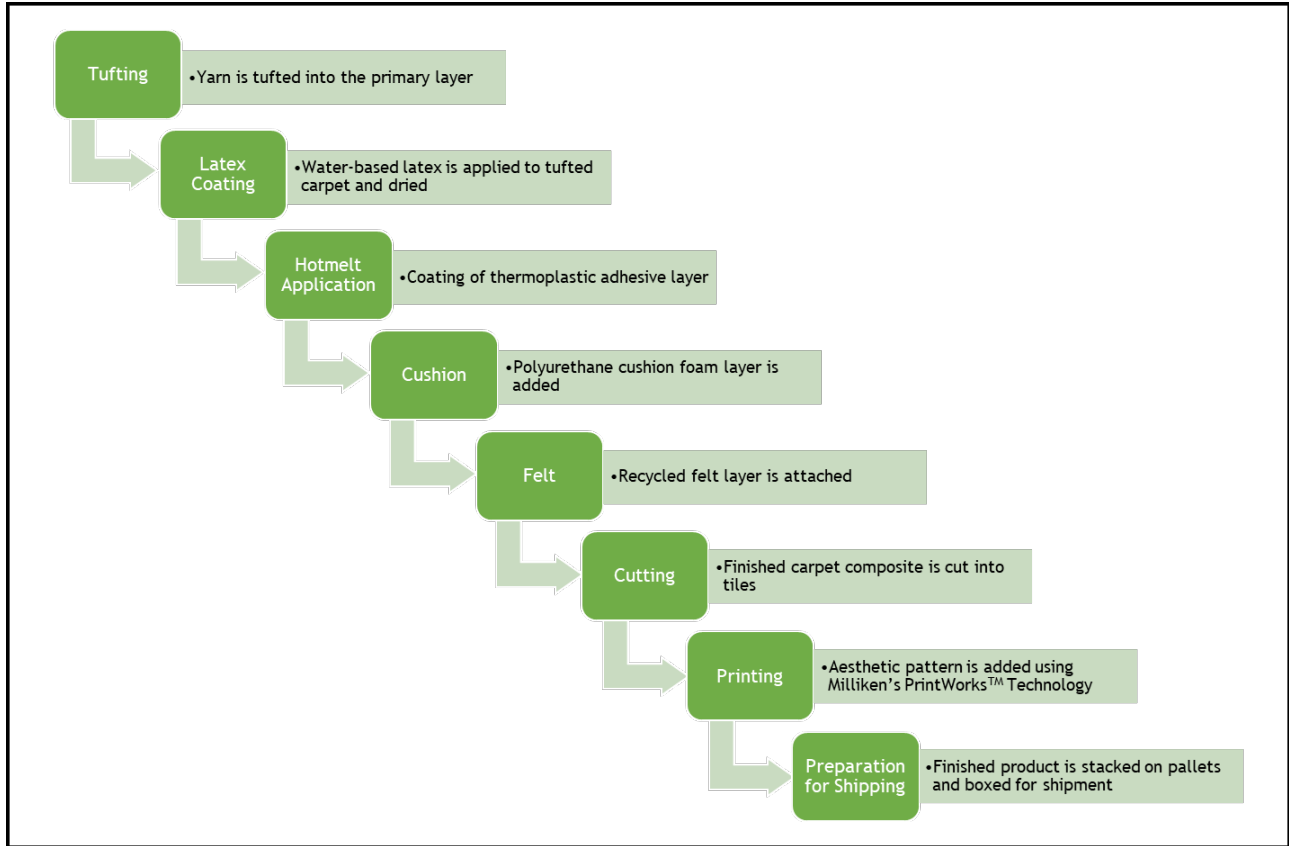 Tufting
•Yarn is tufted into the primary layer
Latex
Coating
•Water-based latex is applied to tufted
carpet and dried
Hotmelt
Application
•Coating of thermoplastic adhesive layer
Cushion
•Polyurethane cushion foam layer is
added
Felt
•Recycled felt layer is attached
Cutting
•Finished carpet composite is cut into
tiles
Printing
•Aesthetic pattern is added using
Milliken’s PrintWorks™ Technology
Preparation
for Shipping
•Finished product is stacked on pallets
and boxed for shipment